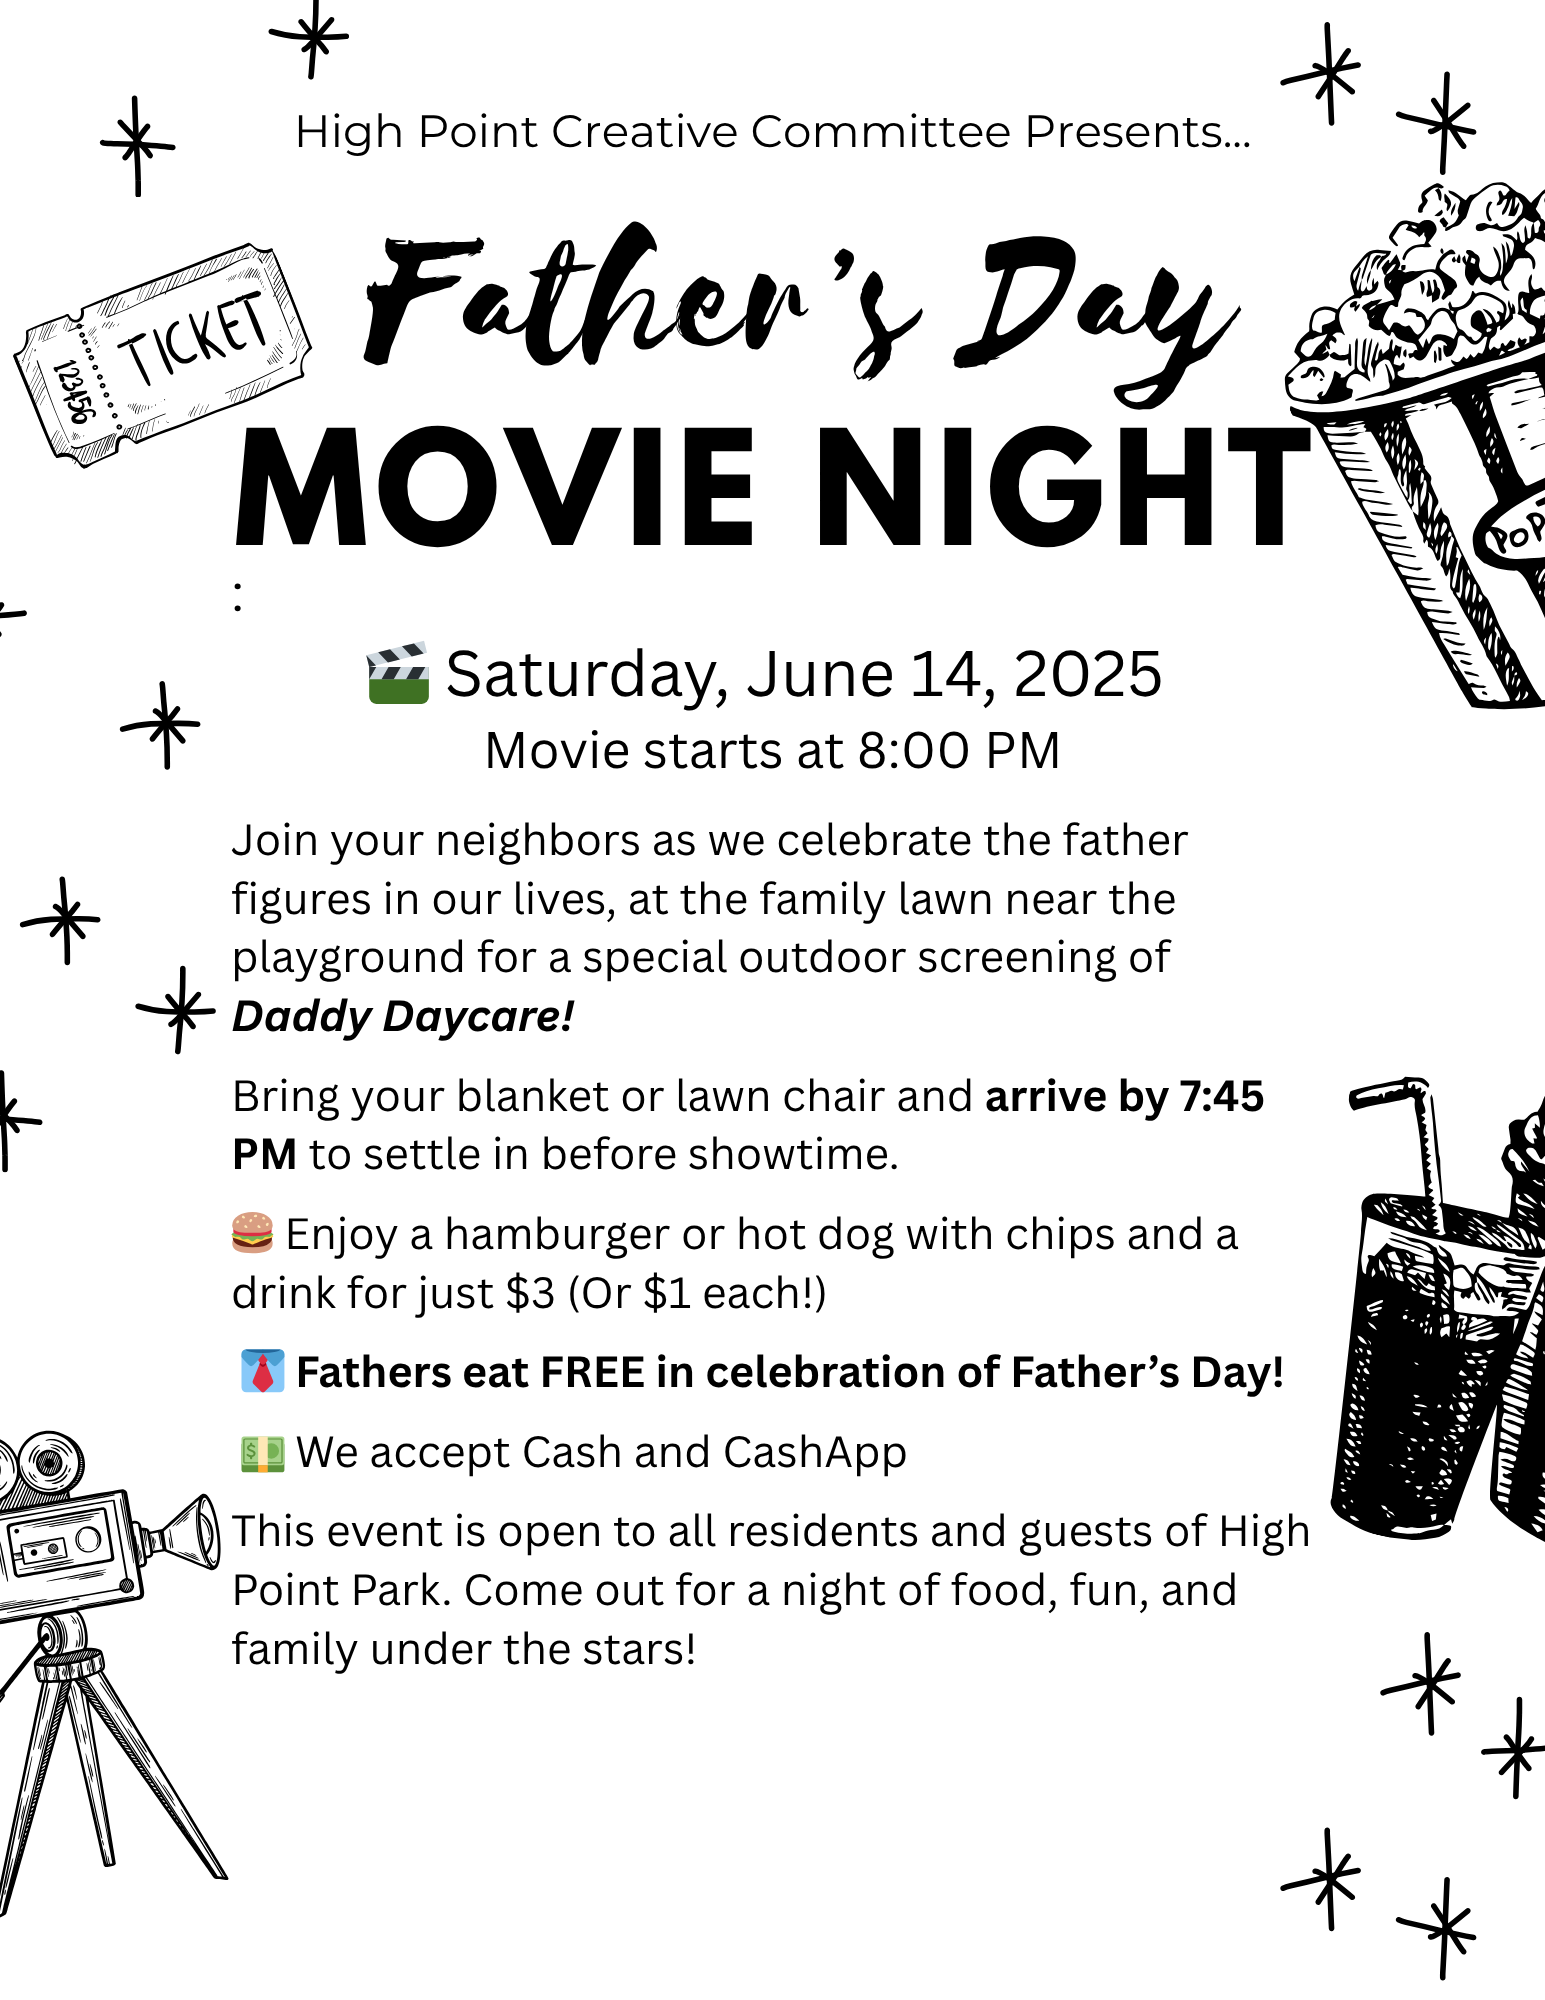 High Point Creative Committee Presents...
Father's Day
TICKET
123456
MOVIE NIGHT
POP
:
🎬 Saturday, June 14, 2025
Movie starts at 8:00 PM
Join your neighbors as we celebrate the father
figures in our lives, at the family lawn near the
playground for a special outdoor screening of
Daddy Daycare!
Bring your blanket or lawn chair and arrive by 7:45
PM to settle in before showtime.
🍔 Enjoy a hamburger or hot dog with chips and a
drink for just $3 (Or $1 each!)
👔 Fathers eat FREE in celebration of Father’s Day!
💵 We accept Cash and CashApp
This event is open to all residents and guests of High
Point Park. Come out for a night of food, fun, and
family under the stars!